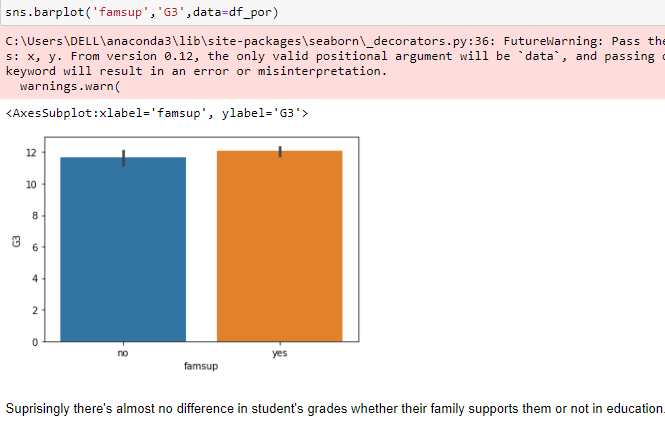 sns.barplot('famsup','G3',data=df_por)
C:\Users\DELL\anaconda3\lib\site-packages\seaborn\_decorators.py:36: FutureWarning: Pass the
s: x, y. From version 0.12, the only valid positional argument will be `data`, and passing
keyword will result in an error or misinterpretation.
warnings.warn(
<AxesSubplot:xlabel='famsup', ylabel='G3'>
12
10
8
6
4
2
0
G3
no yes
famsup
Suprisingly there's almost no difference in student's grades whether their family supports them or not in education.